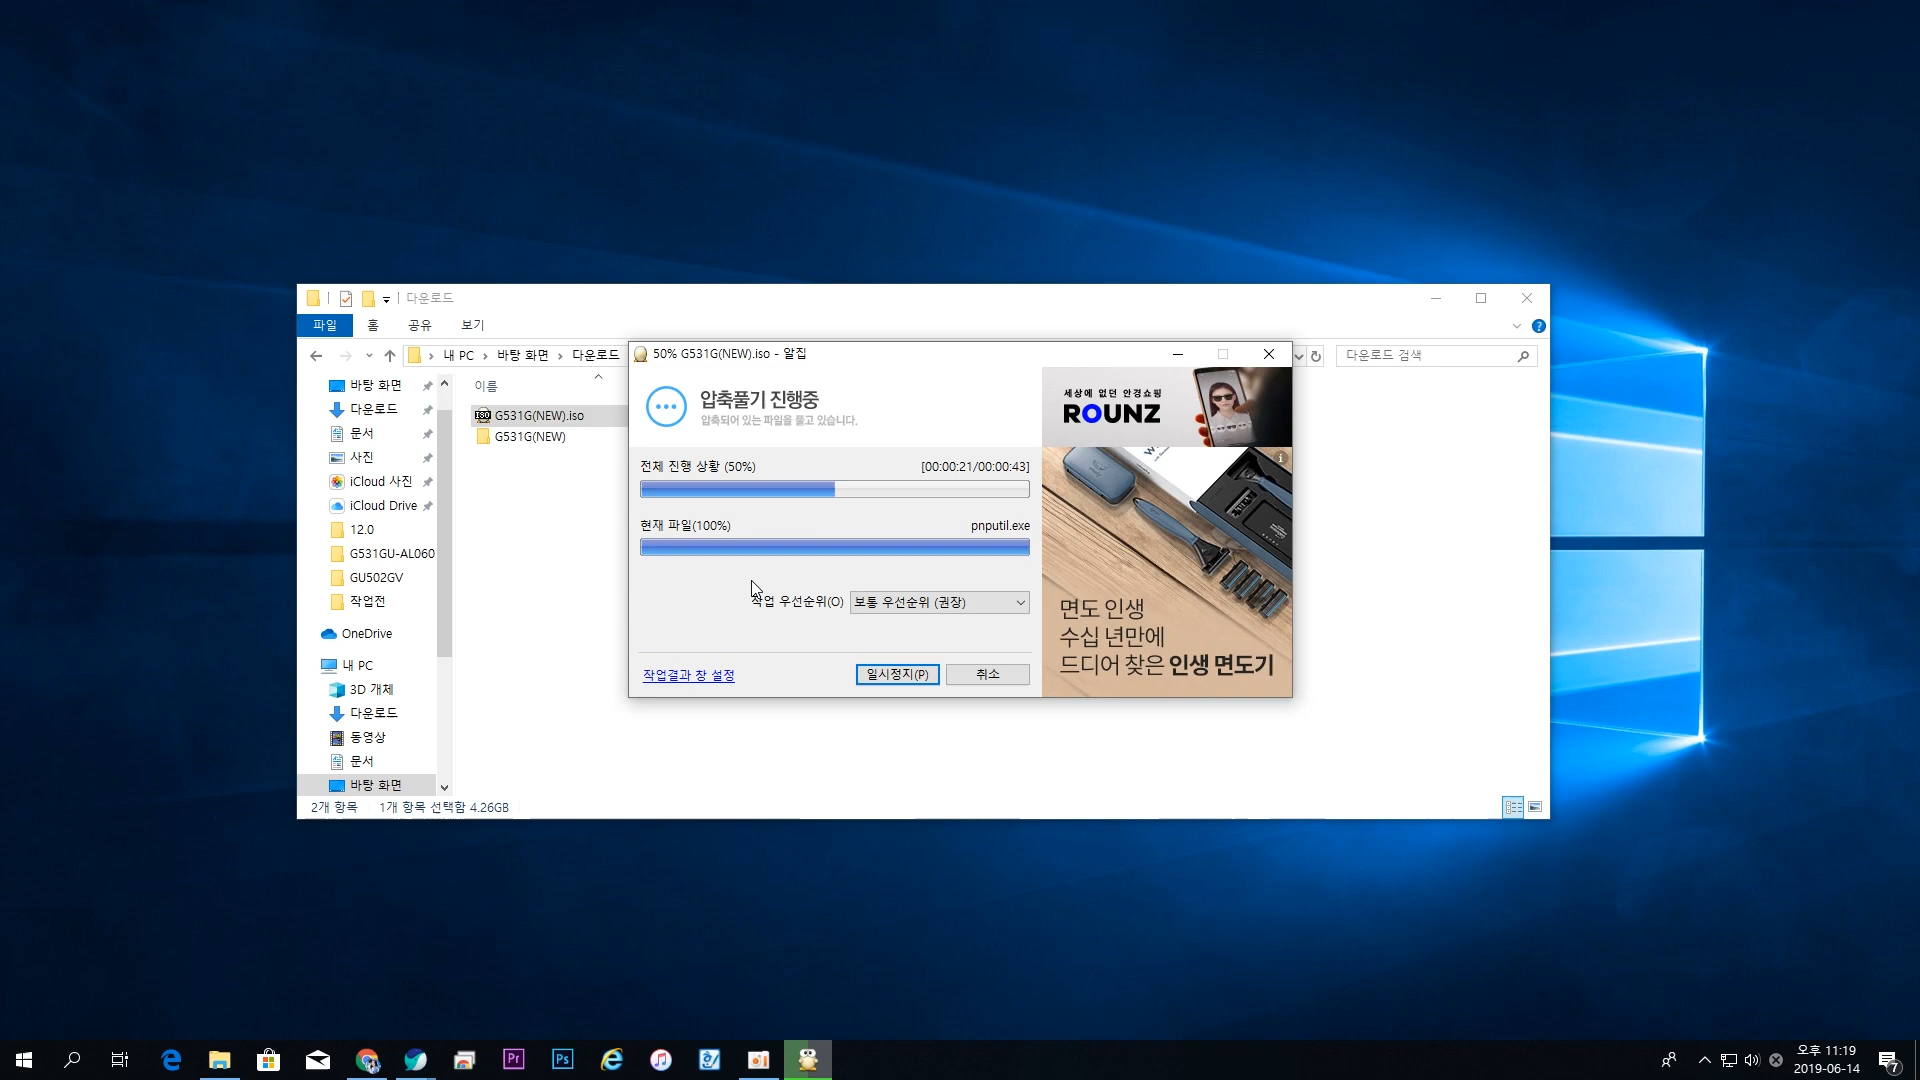 다운로드
파일
홈
공유
보기
내 PC
바탕 화면
다운로드
다운로드 검색
바탕 화면
다운로드
문서
사진
iCloud 사진
iCloud Drive
12.0
G531GU-AL060
GU502GV
작업전
OneDrive
내 PC
3D 개체
다운로드
동영상
문서
바탕 화면
이름
G531G(NEW).iso
G531G(NEW)
2개 항목
1개 항목 선택함 4.26GB
50% G531G(NEW).iso - 알집
압축풀기 진행중
압축되어 있는 파일을 풀고 있습니다.
전체 진행 상황 (50%)
[00:00:21/00:00:43]
현재 파일(100%)
pnputil.exe
작업 우선순위(O)
보통 우선순위 (권장)
작업결과 창 설정
일시정지(P)
취소
세상에 없던 안경쇼핑
ROUNZ
면도 인생
수십 년만에
드디어 찾은 인생 면도기
Pr
Ps
오후 11:19
2019-06-14
7